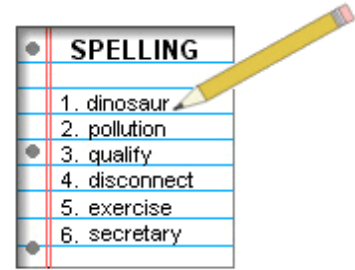 SPELLING
1. dinosaur
2. pollution
3. qualify
4. disconnect
5. exercise
6. secretary